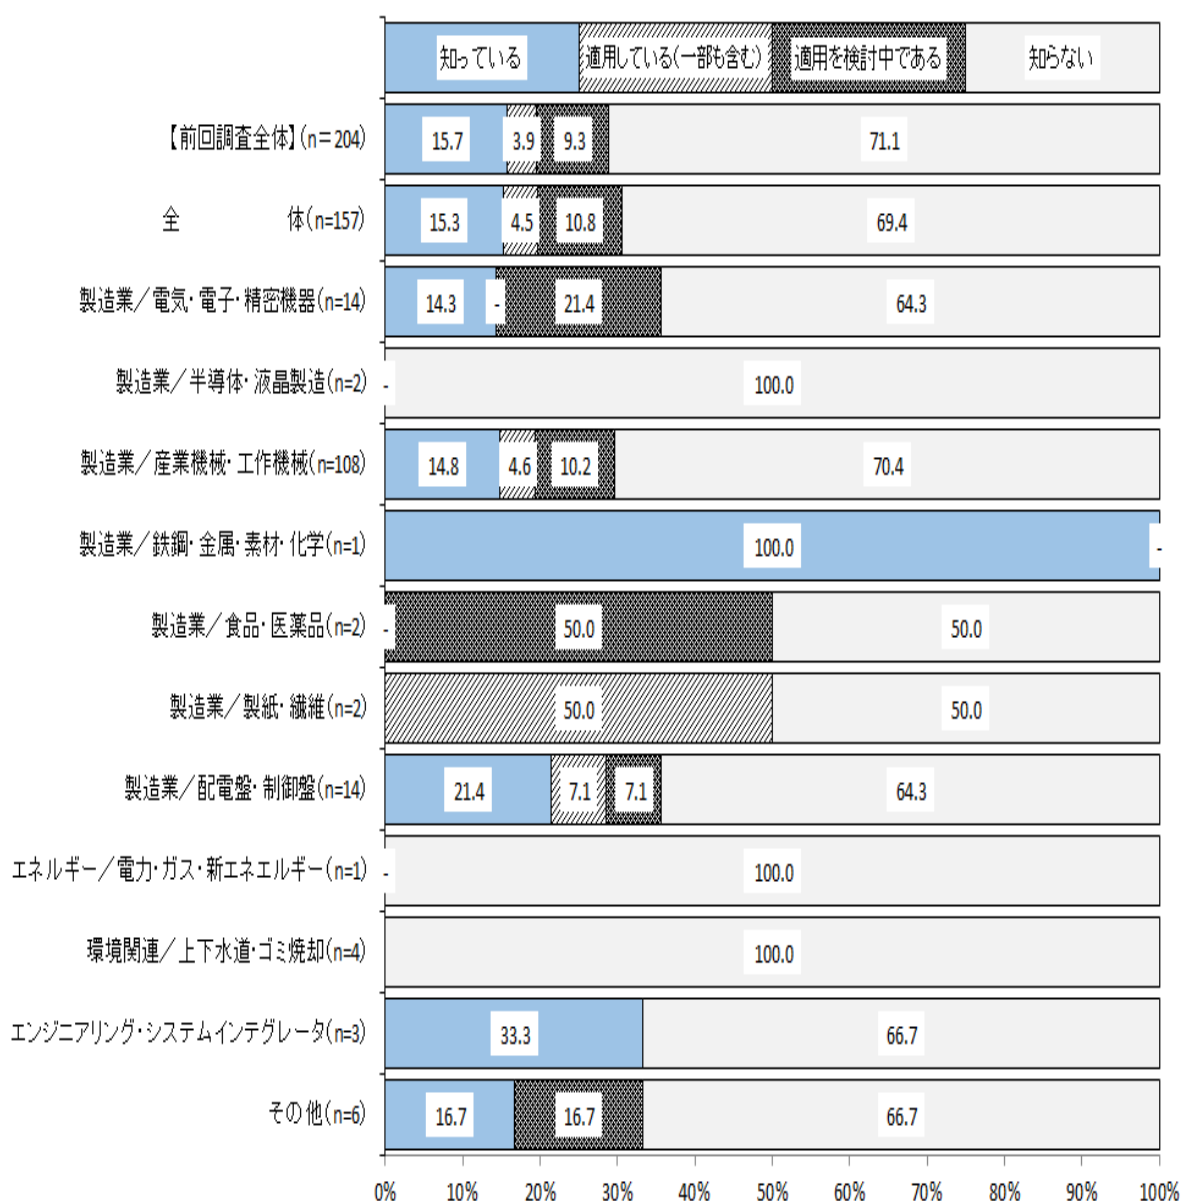 知っている 適用している(一部も含む) 適用を検討中である 知らない
【前回調査全体】(n=204) 15.7 3.9 9.3 71.1
全 体(n=157) 15.3 4.5 10.8 69.4
製造業/電気・電子・精密機器(n=14) 14.3 - 21.4 64.3
製造業/半導体・液晶製造(n=2) - 100.0
製造業/産業機械・工作機械(n=108) 14.8 4.6 10.2 70.4
製造業/鉄鋼・金属・素材・化学(n=1) 100.0 -
製造業/食品・医薬品(n=2) - 50.0 50.0
製造業/製紙・繊維(n=2) 50.0 50.0
製造業/配電盤・制御盤(n=14) 21.4 7.1 7.1 64.3
エネルギー/電力・ガス・新エネエルギー(n=1) - 100.0
環境関連/上下水道・ゴミ焼却(n=4) 100.0
エンジニアリング・システムインテグレータ(n=3) 33.3 66.7
その他(n=6) 16.7 16.7 66.7
0% 10% 20% 30% 40% 50% 60% 70% 80% 90% 100%